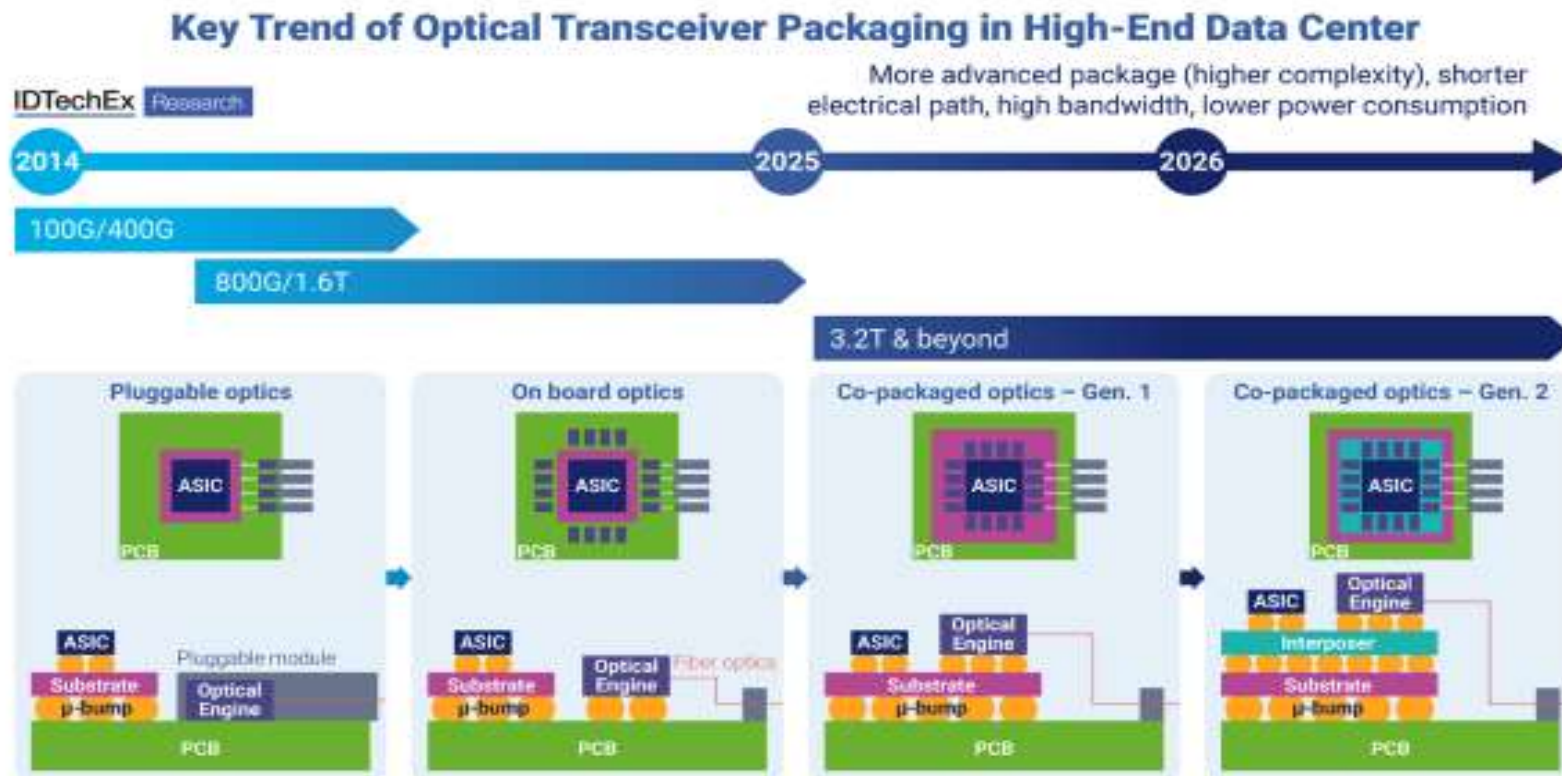 Key Trend of Optical Transceiver Packaging in High-End Data Center
IDTechEx Research
More advanced package (higher complexity), shorter
electrical path, high bandwidth, lower power consumption
2014
2025
2026
100G/400G
800G/1.6T
3.2T & beyond
Pluggable optics
ASIC
PCB
ASIC
Pluggable module
Substrate
Optical
Engine
μ-bump
PCB
On board optics
ASIC
PCB
ASIC
Substrate
Optical
Engine
Fiber optics
μ-bump
PCB
Co-packaged optics – Gen. 1
ASIC
PCB
ASIC
Optical
Engine
Substrate
μ-bump
PCB
Co-packaged optics – Gen. 2
ASIC
PCB
ASIC
Optical
Engine
Interposer
Substrate
μ-bump
PCB